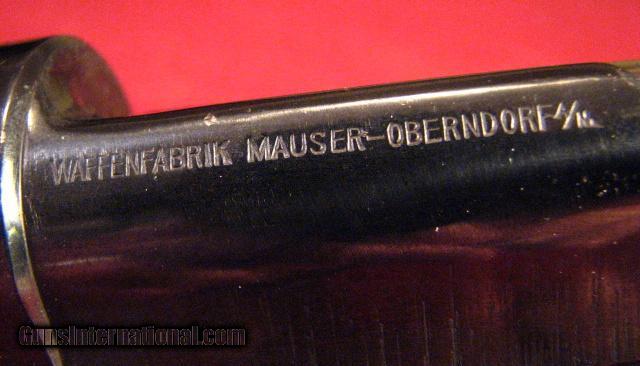 WAFFENFABRIK MAUSER-OBERNDORF A/N.
GunsInternational.com